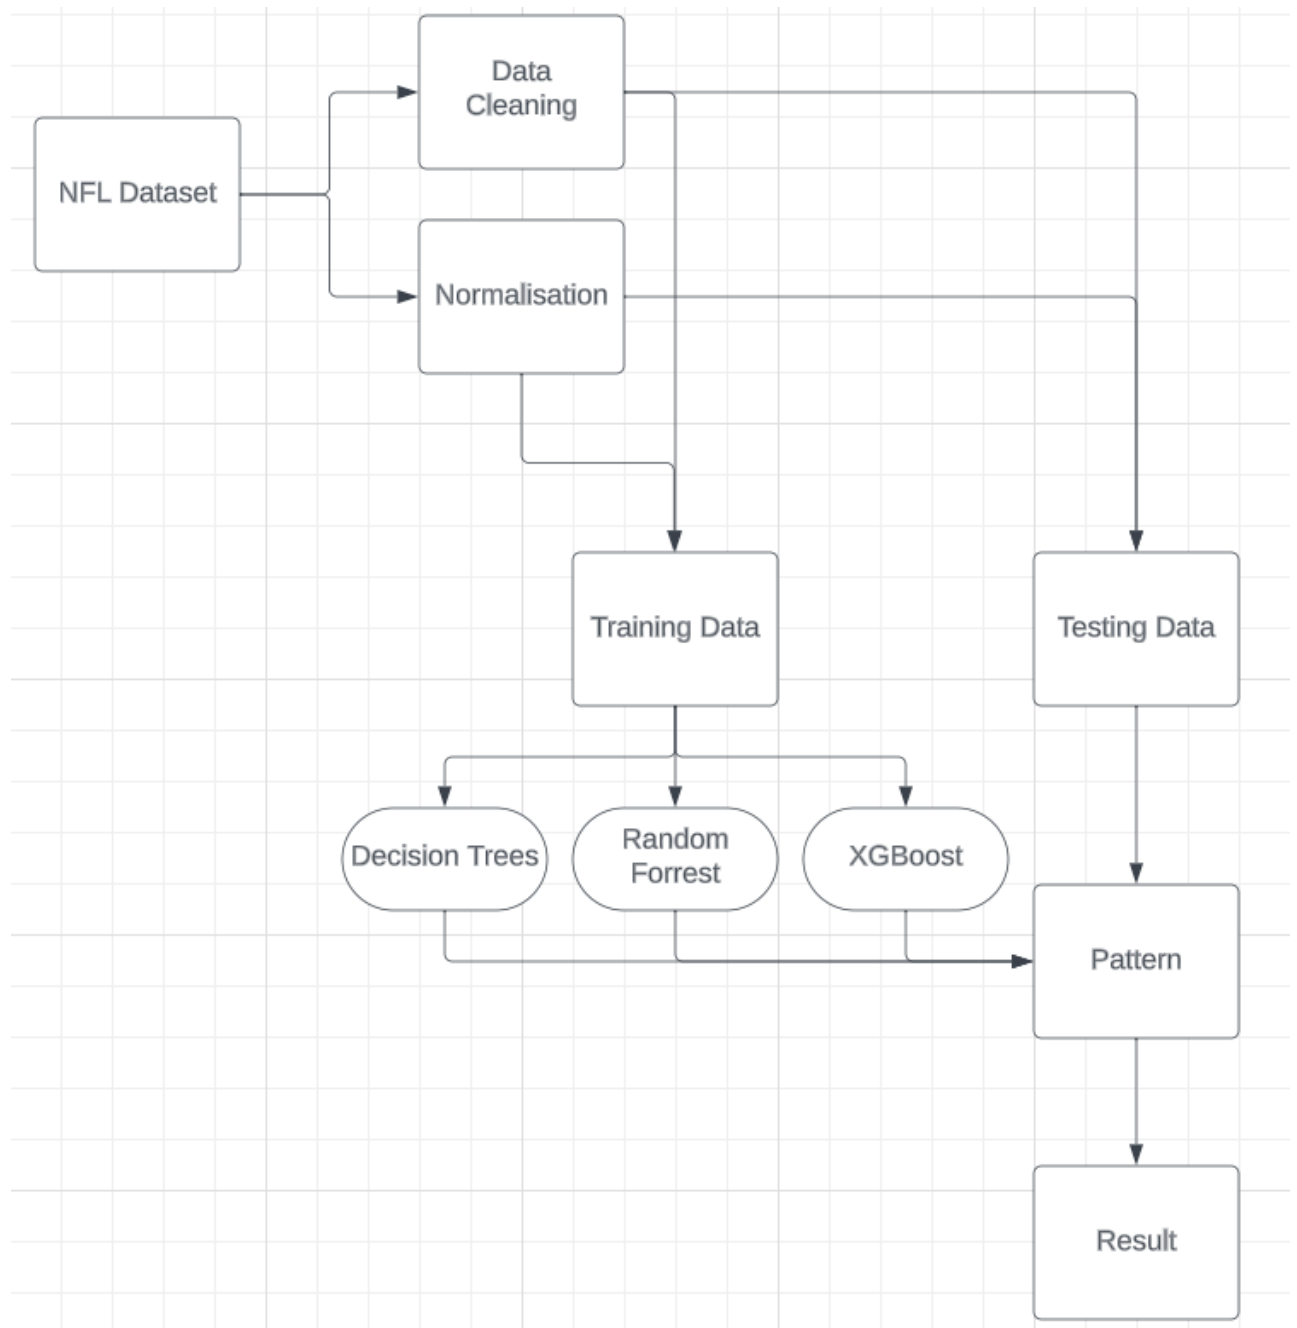 Data
Cleaning
NFL Dataset
Normalisation
Training Data
Testing Data
Decision Trees
Random
Forrest
XGBoost
Pattern
Result